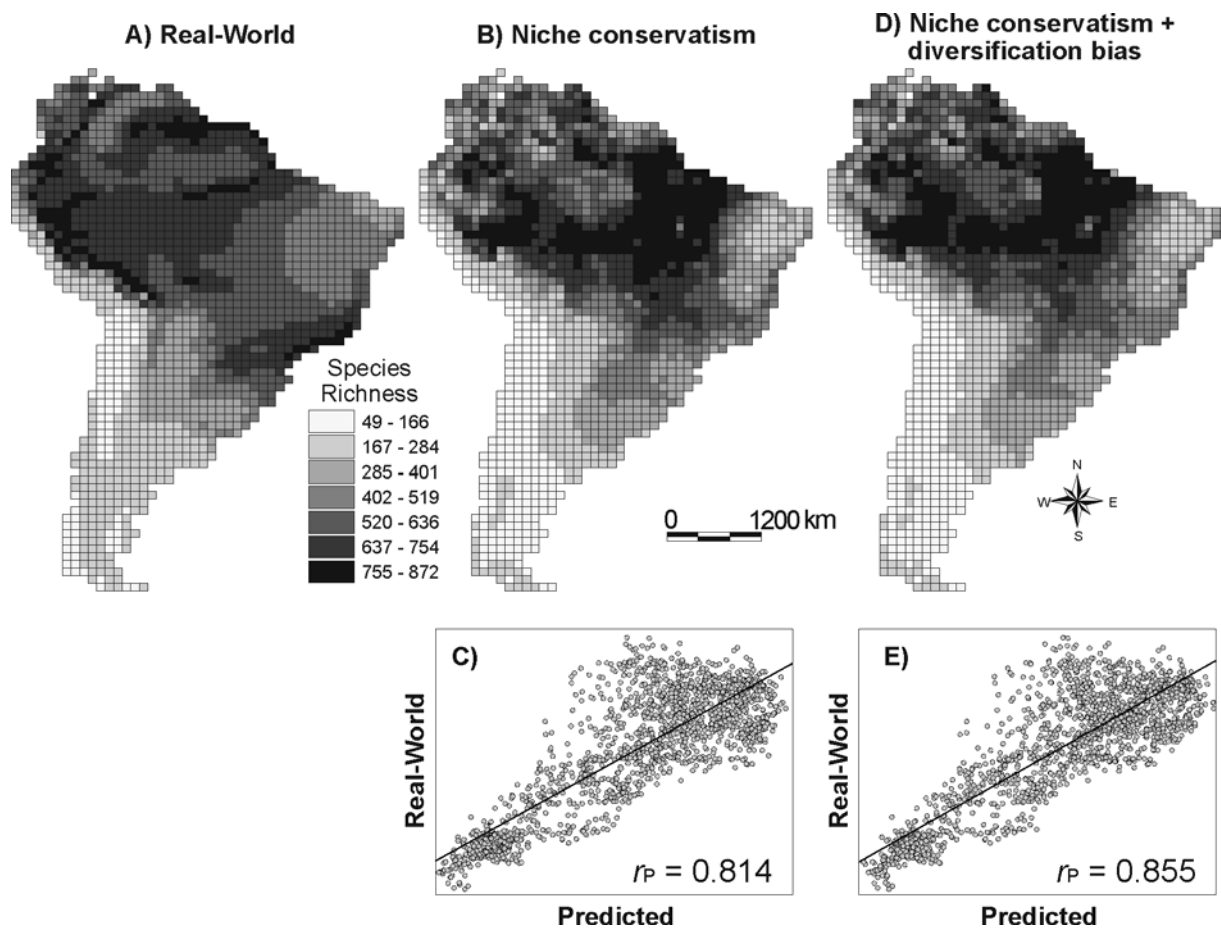 A) Real-World
B) Niche conservatism
D) Niche conservatism +
diversification bias
Species
Richness
49 - 166
167 - 284
285 - 401
402 - 519
520 - 636
637 - 754
755 - 872
0 1200 km
N
W E
S
C)
Real-World
rP = 0.814
Predicted
E)
Real-World
rP = 0.855
Predicted